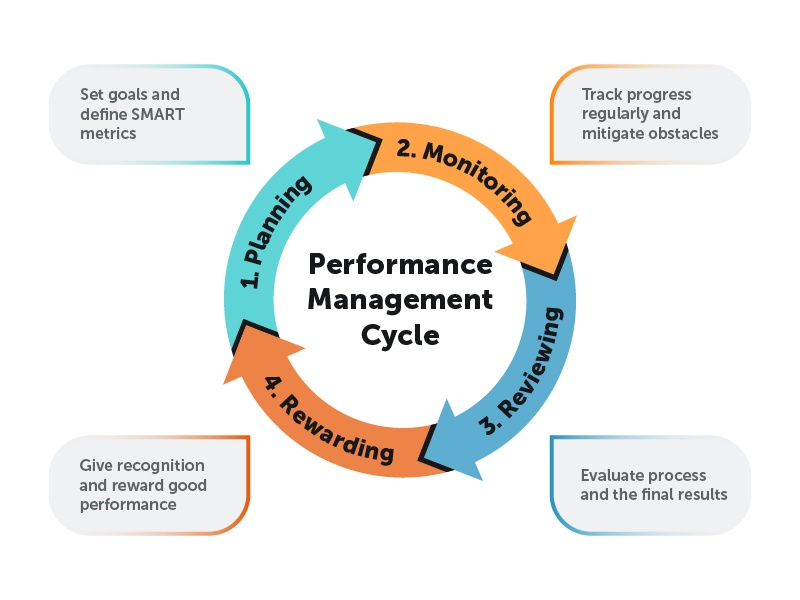 Set goals and
define SMART
metrics
Track progress
regularly and
mitigate obstacles
1. Planning
2. Monitoring
Performance
Management
Cycle
3. Reviewing
4. Rewarding
Give recognition
and reward good
performance
Evaluate process
and the final results